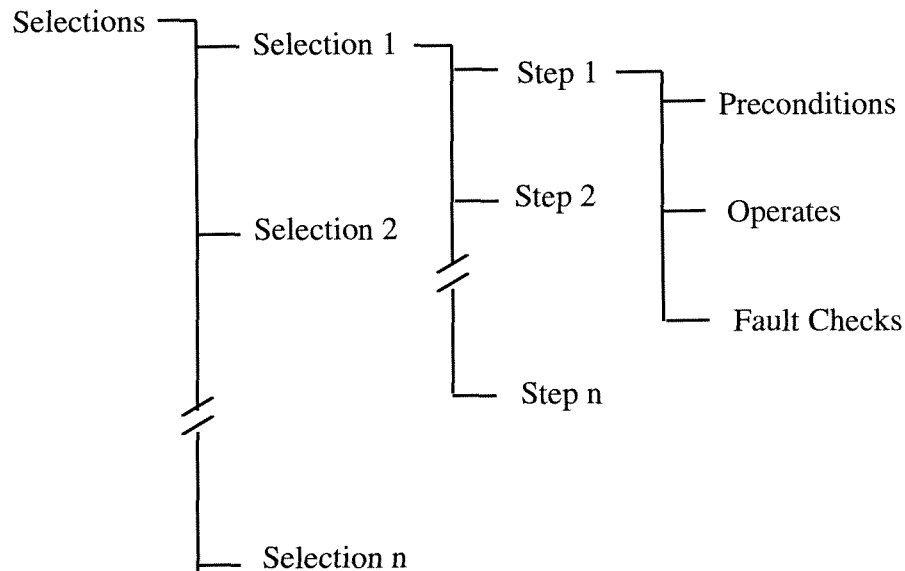 Selections
Selection 1
Step 1
Preconditions
Operates
Fault Checks
Step 2
Step n
Selection 2
Selection n